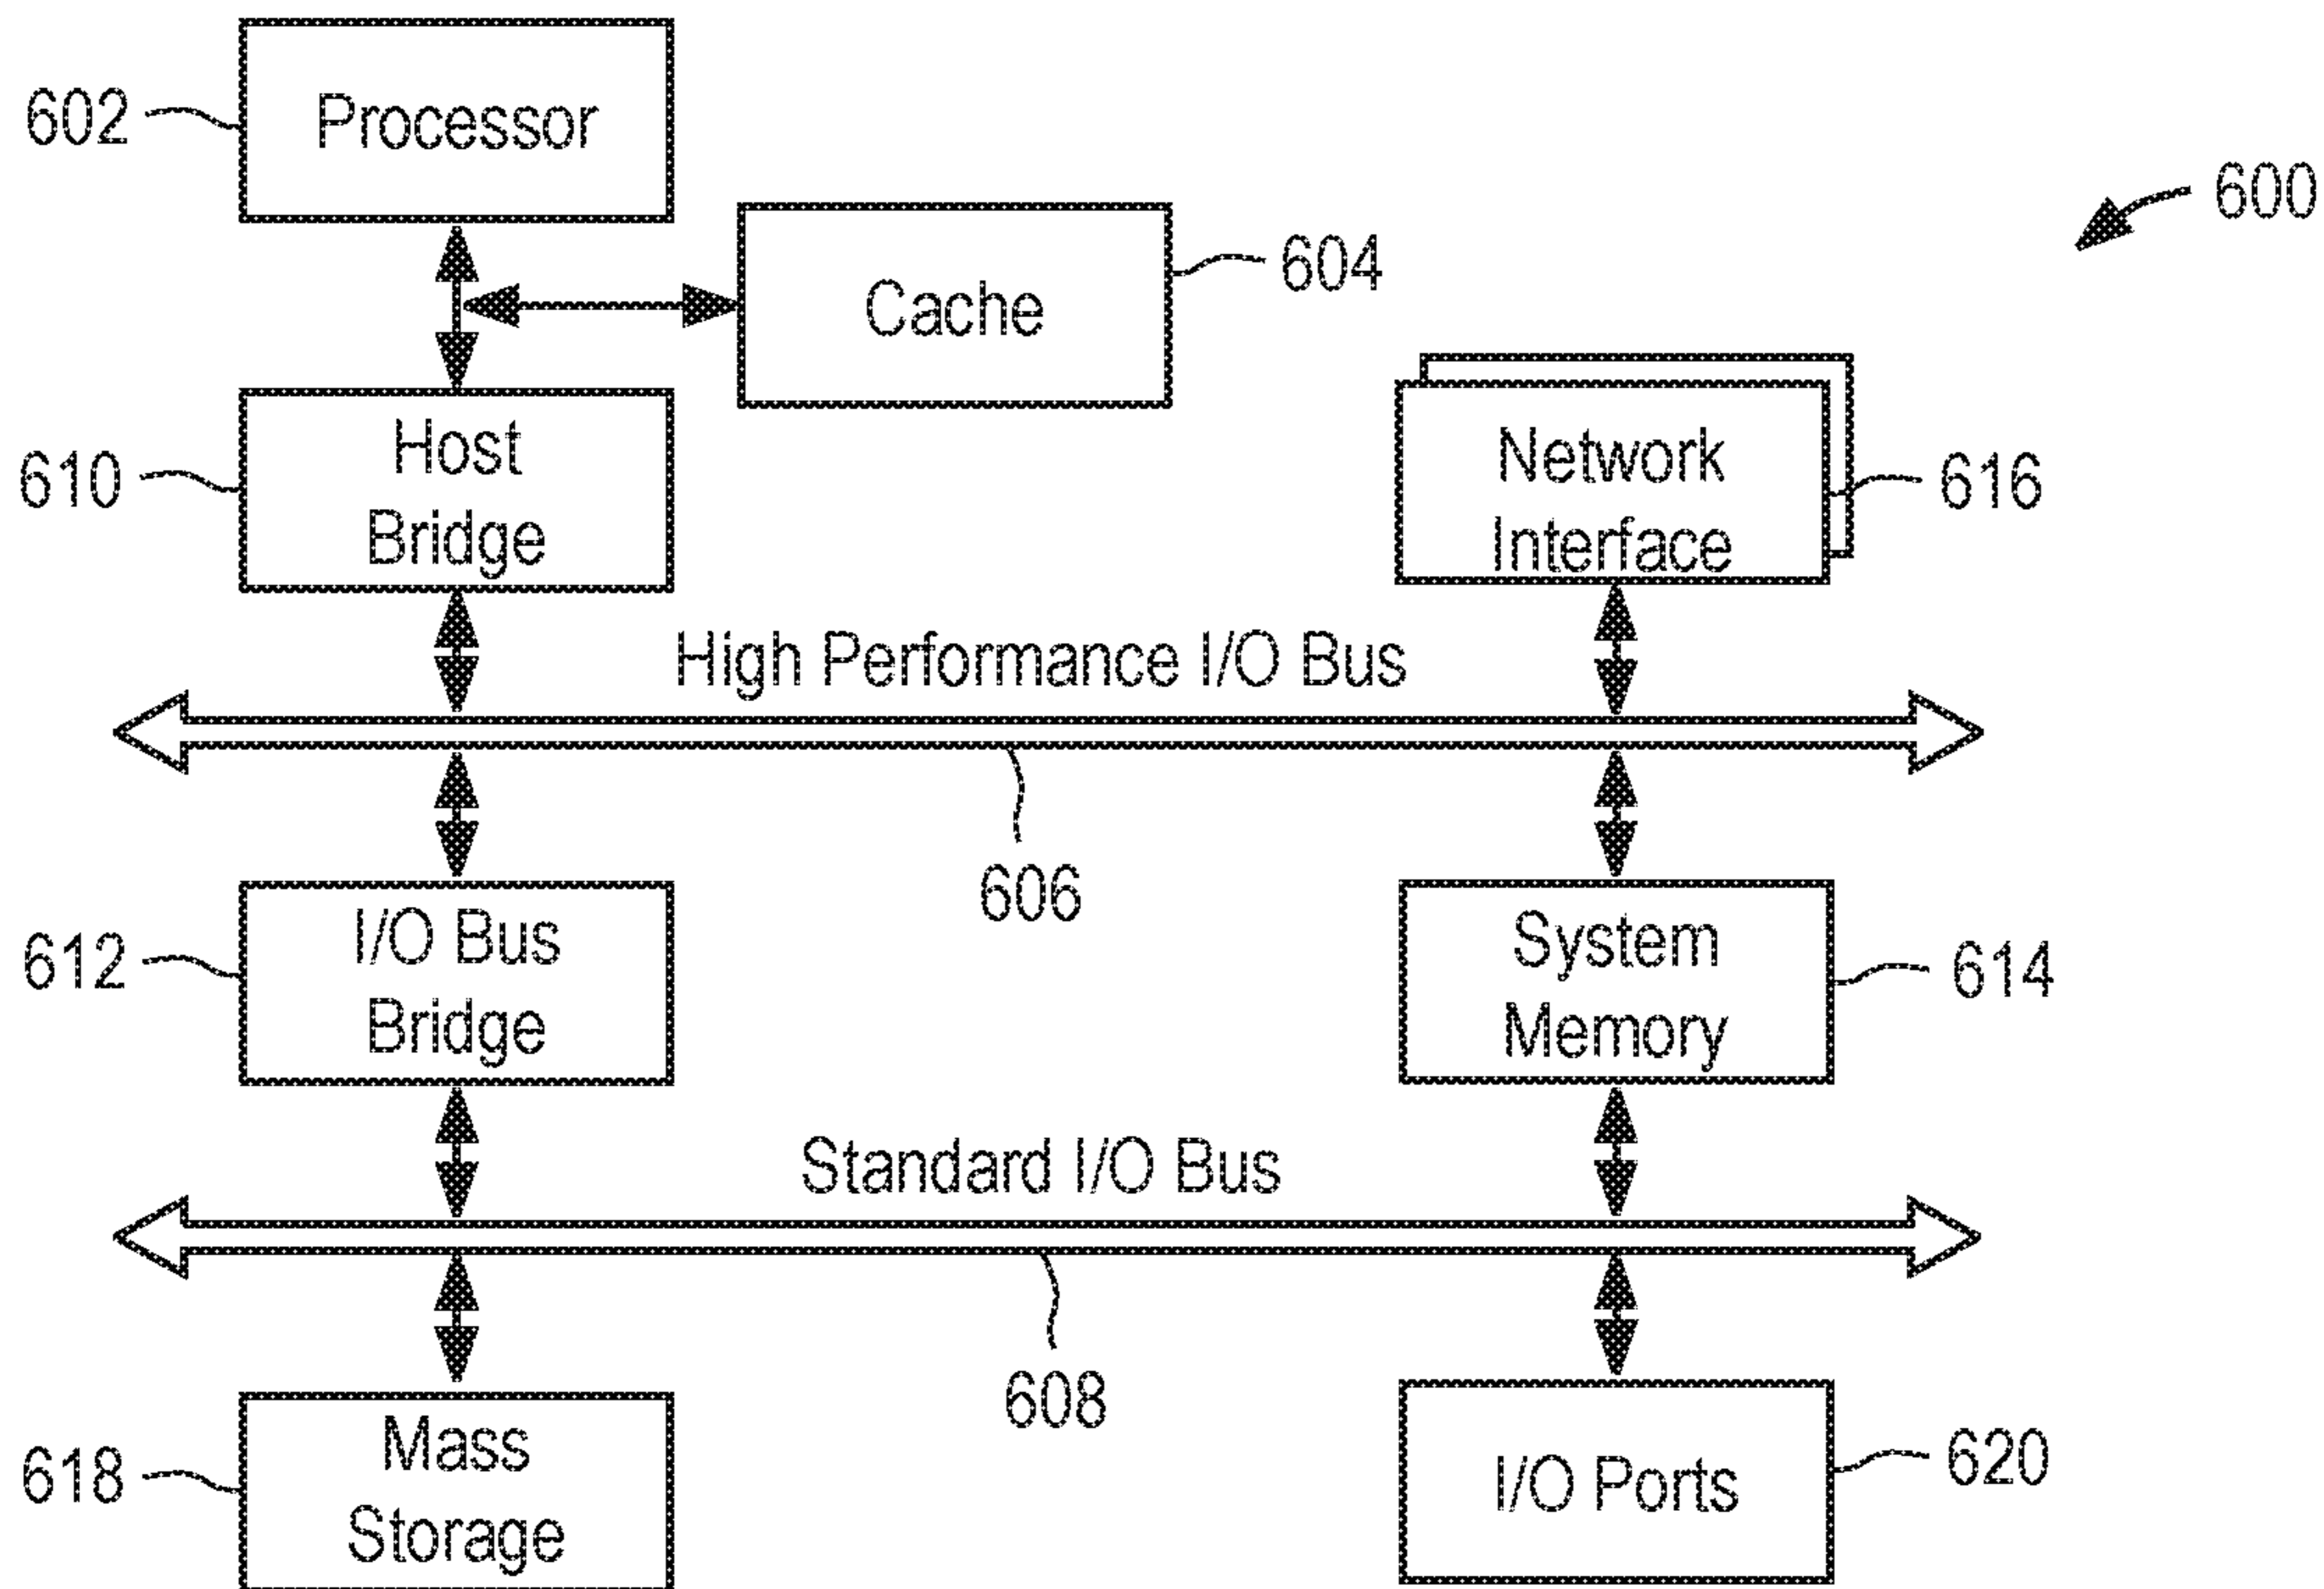 602
Processor
600
Cache
604
610
Host
Bridge
Network
Interface
616
High Performance I/O Bus
606
612
I/O Bus
Bridge
System
Memory
614
Standard I/O Bus
608
618
Mass
Storage
I/O Ports
620